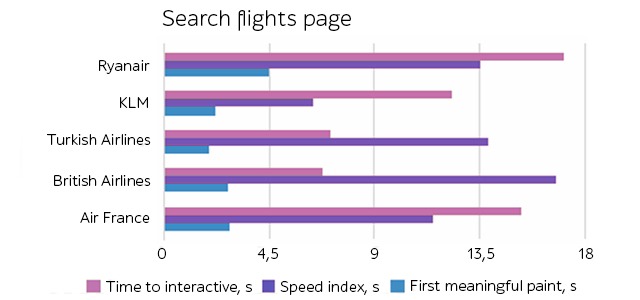 Search flights page
Ryanair
KLM
Turkish Airlines
British Airlines
Air France
0 4,5 9 13,5 18
Time to interactive, s Speed index, s First meaningful paint, s